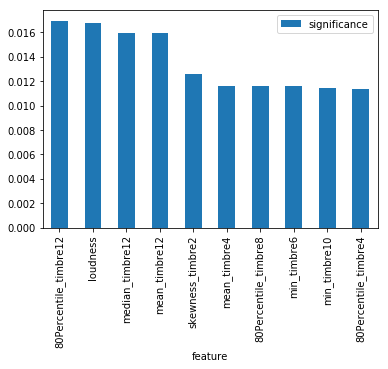 significance
0.016
0.014
0.012
0.010
0.008
0.006
0.004
0.002
0.000
80Percentile_timbre12
loudness
median_timbre12
mean_timbre12
skewness_timbre2
mean_timbre4
80Percentile_timbre8
min_timbre6
min_timbre10
80Percentile_timbre4
feature